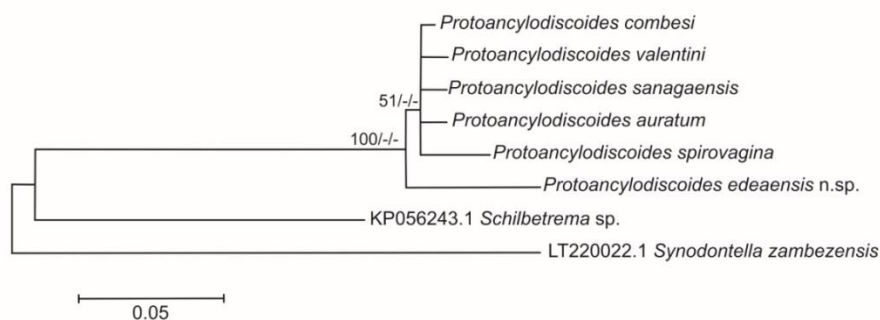 Protoancylodiscoides combesi
Protoancylodiscoides valentini
Protoancylodiscoides sanagaensis
51/-/-
Protoancylodiscoides auratum
100/-/-
Protoancylodiscoides spirovagina
Protoancylodiscoides edeaensis n.sp.
KP056243.1 Schilbetrema sp.
LT220022.1 Synodontella zambezensis
0.05